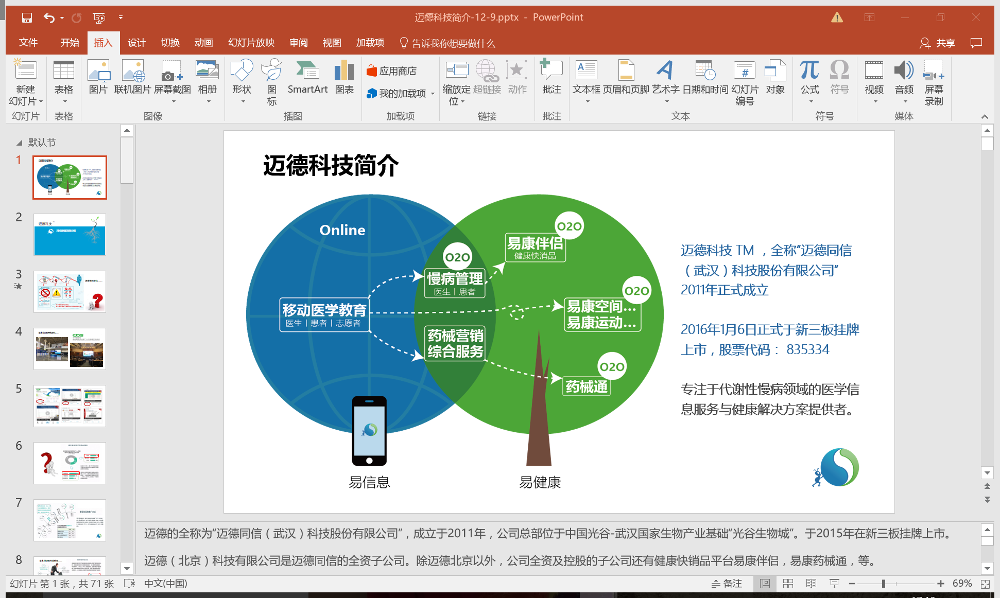 迈德科技简介-12-9.pptx - PowerPoint
文件 开始 插入 设计 切换 动画 幻灯片放映 审阅 视图 加载项 告诉我你想要做什么 共享
新建
幻灯片
表格
图片
联机图片
屏幕截图
相册
形状
图
标
SmartArt
图表
应用商店
我的加载项
缩放定
位
超链接
动作
批注
文本框
页眉和页脚
艺术字
日期和时间
幻灯片
编号
对象
公式
符号
视频
音频
屏幕
录制
幻灯片 表格 图像 插图 加载项 链接 批注 文本 符号 媒体
默认节
1
2
3
4
5
6
7
8
迈德科技简介
Online
O2O
易康伴侣
健康快消品
O2O
慢病管理
医生丨患者
O2O
易康空间...
易康运动...
移动医学教育
医生丨患者丨志愿者
药械营销
综合服务
O2O
药械通
易信息
易健康
迈德科技 TM ，全称“迈德同信
（武汉）科技股份有限公司”
2011年正式成立
2016年1月6日正式于新三板挂牌
上市，股票代码： 835334
专注于代谢性慢病领域的医学信
息服务与健康解决方案提供者。
迈德的全称为“迈德同信（武汉）科技股份有限公司”，成立于2011年，公司总部位于中国光谷-武汉国家生物产业基础“光谷生物城”。于2015年在新三板挂牌上市。
迈德（北京）科技有限公司是迈德同信的全资子公司。除迈德北京以外，公司全资及控股的子公司还有健康快销品平台易康伴侣，易康药械通，等。
幻灯片 第 1 张，共 71 张 中文(中国) 备注 69%